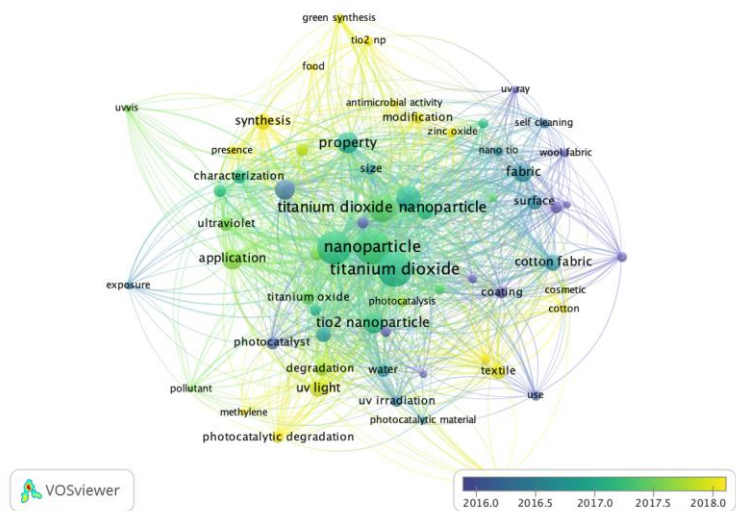 green synthesis
tio2 np
food
uv ray
uvvis
antimicrobial activity
synthesis
modification
self cleaning
zinc oxide
property
presence
nano tio
wool fabric
size
fabric
characterization
surface
titanium dioxide nanoparticle
ultraviolet
nanoparticle
application
titanium dioxide
cotton fabric
exposure
coating
cosmetic
titanium oxide
photocatalysis
cotton
tio2 nanoparticle
photocatalyst
degradation
water
textile
pollutant
uv light
use
uv irradiation
methylene
photocatalytic material
photocatalytic degradation
VOSviewer
2016.0 2016.5 2017.0 2017.5 2018.0